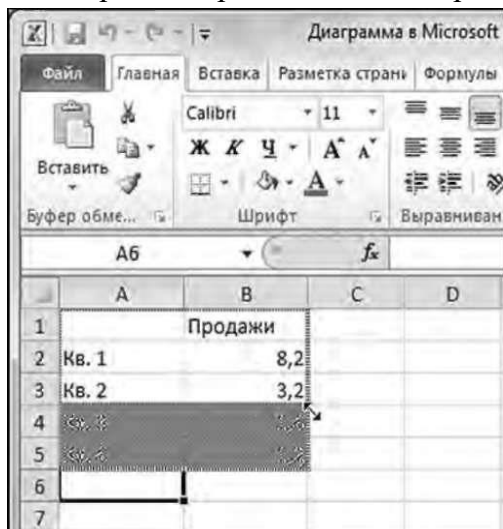 Диаграмма в Microsoft
Файл Главная Вставка Разметка страни Формулы
Calibri 11
Вставить Ж К Ч А А
А
Буфер обме... Шрифт Выравниван
A6 fx
A B C D
1 Продажи
2 Кв. 1 8,2
3 Кв. 2 3,2
4
5
6
7